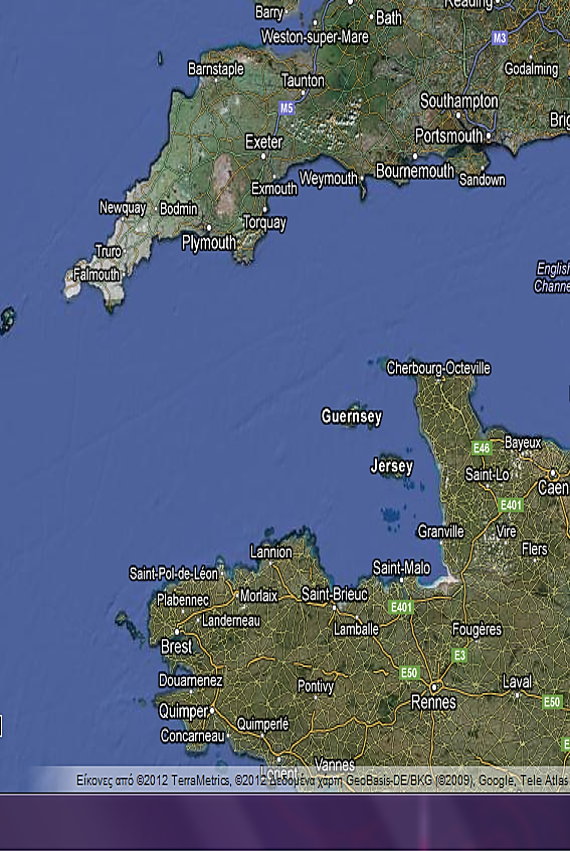 Reading
Barry
Bath
Weston-super-Mare
M3
Barnstaple
Taunton
Godalming
M5
Southampton
Brig
Exeter
Portsmouth
Exmouth
Weymouth
Bournemouth
Sandown
Newquay
Bodmin
Torquay
Plymouth
Truro
Falmouth
English
Channe
Cherbourg-Octeville
Guernsey
E46
Bayeux
Jersey
Saint-Lo
Caen
E401
Granville
Vire
Flers
Lannion
Saint-Pol-de-Léon
Saint-Malo
Plabennec
Morlaix
Saint-Brieuc
E401
Landerneau
Lamballe
Fougères
Brest
E3
Douarnenez
E50
Pontivy
Laval
Rennes
E50
Quimper
Quimperlé
Concarneau
E
Vannes
Lorient
Εικόνες από ©2012 TerraMetrics, ©2012 Δεδομένα χάρτη GeoBasis-DE/BKG (©2009), Google, Tele Atlas